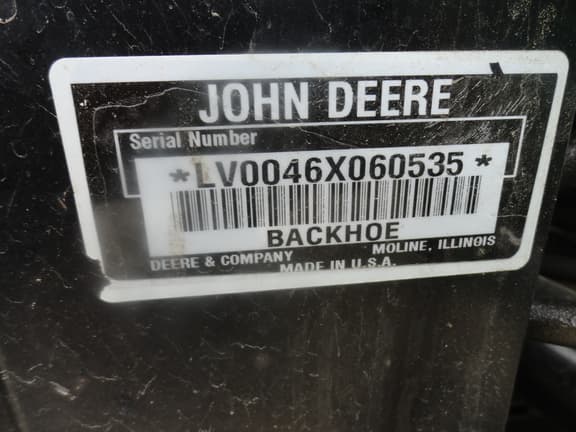 JOHN DEERE
Serial Number
*LV0046X060535*
BACKHOE
DEERE & COMPANY MOLINE, ILLINOIS
MADE IN U.S.A.